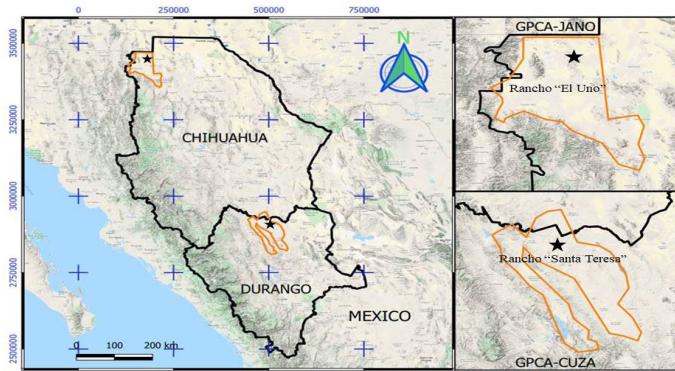 0 250000 500000 750000
3500000
3250000
3000000
2750000
2500000
N
CHIHUAHUA
DURANGO
MEXICO
0 100 200 km
GPCA-JANO
Rancho “El Uno”
Rancho “Santa Teresa”
GPCA-CUZA